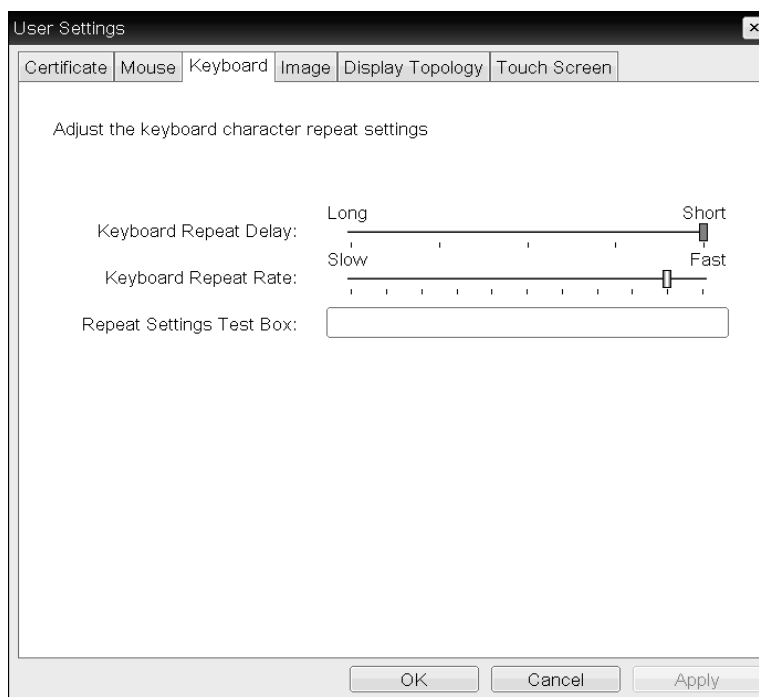 User Settings
Certificate Mouse Keyboard Image Display Topology Touch Screen
Adjust the keyboard character repeat settings
Long Short
Keyboard Repeat Delay:
Slow Fast
Keyboard Repeat Rate:
Repeat Settings Test Box:
OK Cancel Apply